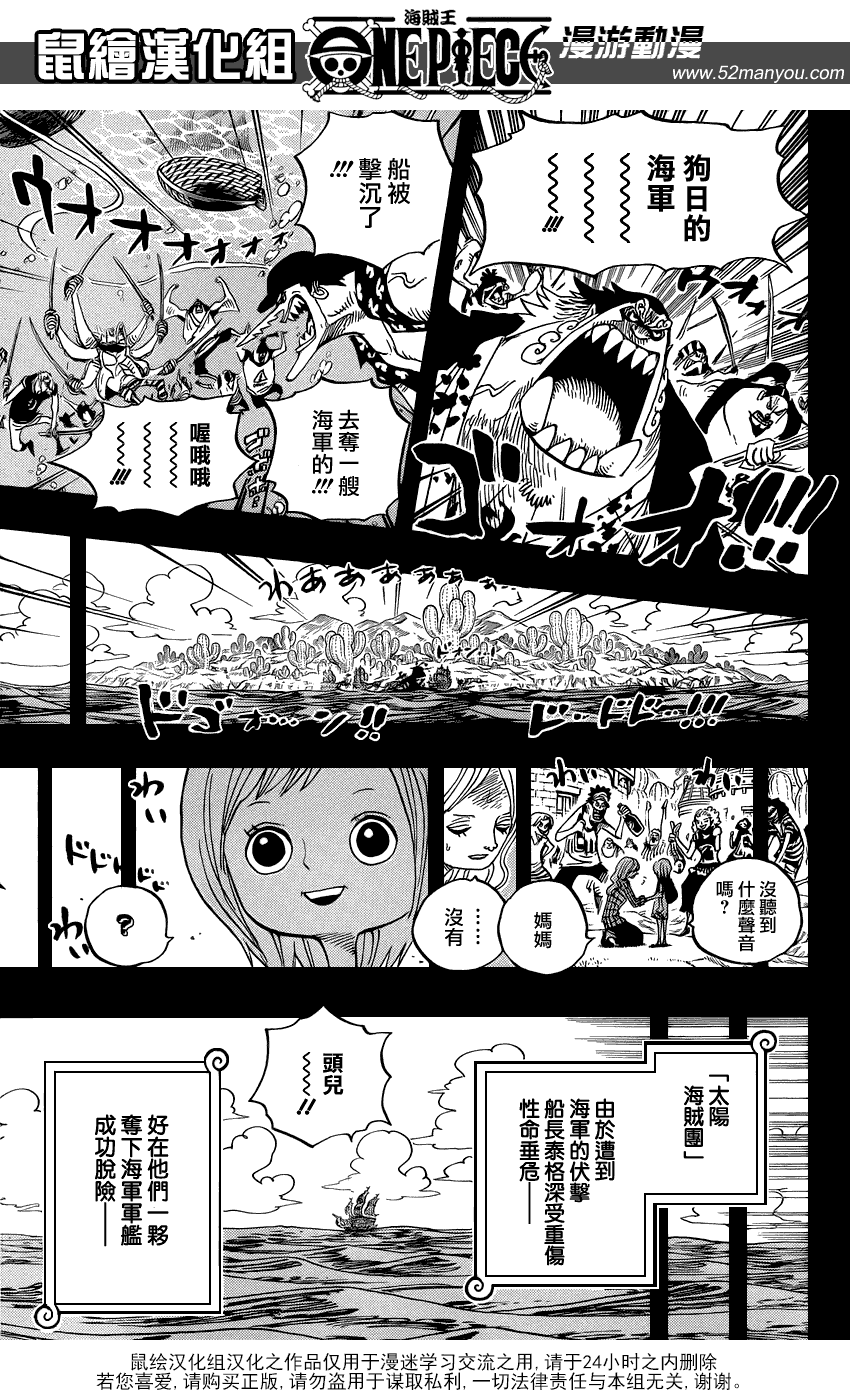 鼠繪漢化組
海賊王
ONE PIECE
漫游動漫
www.52manyou.com
狗日的
海軍
〰〰〰!!!
ウオオ
オオ!!!
船被
擊沉了
!!!
ウオオオオオオ
去奪一艘
海軍的!!!
喔哦哦
〰〰〰!!!
わあああああああ
ドゴォ…ン!!
ドドドド…!!!
沒聽到
什麼聲音
嗎?
わい
わい
媽媽
……
沒有
わい
ドドドド
わい
?
「太陽
海賊團」
由於遭到
海軍的伏擊
船長泰格深受重傷
性命垂危——
頭兒
〰〰!!
好在他們一夥
奪下海軍軍艦
成功脫險——
鼠绘汉化组汉化之作品仅用于漫迷学习交流之用, 请于24小时之内删除
若您喜爱, 请购买正版, 请勿盗用于谋取私利, 一切法律责任与本组无关, 谢谢。